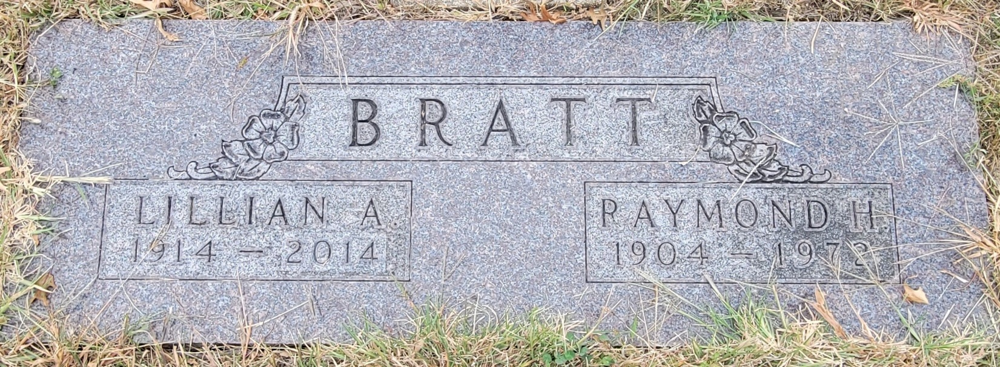 BRATT
LILLIAN A.
1914 – 2014
RAYMOND H.
1904 – 1972